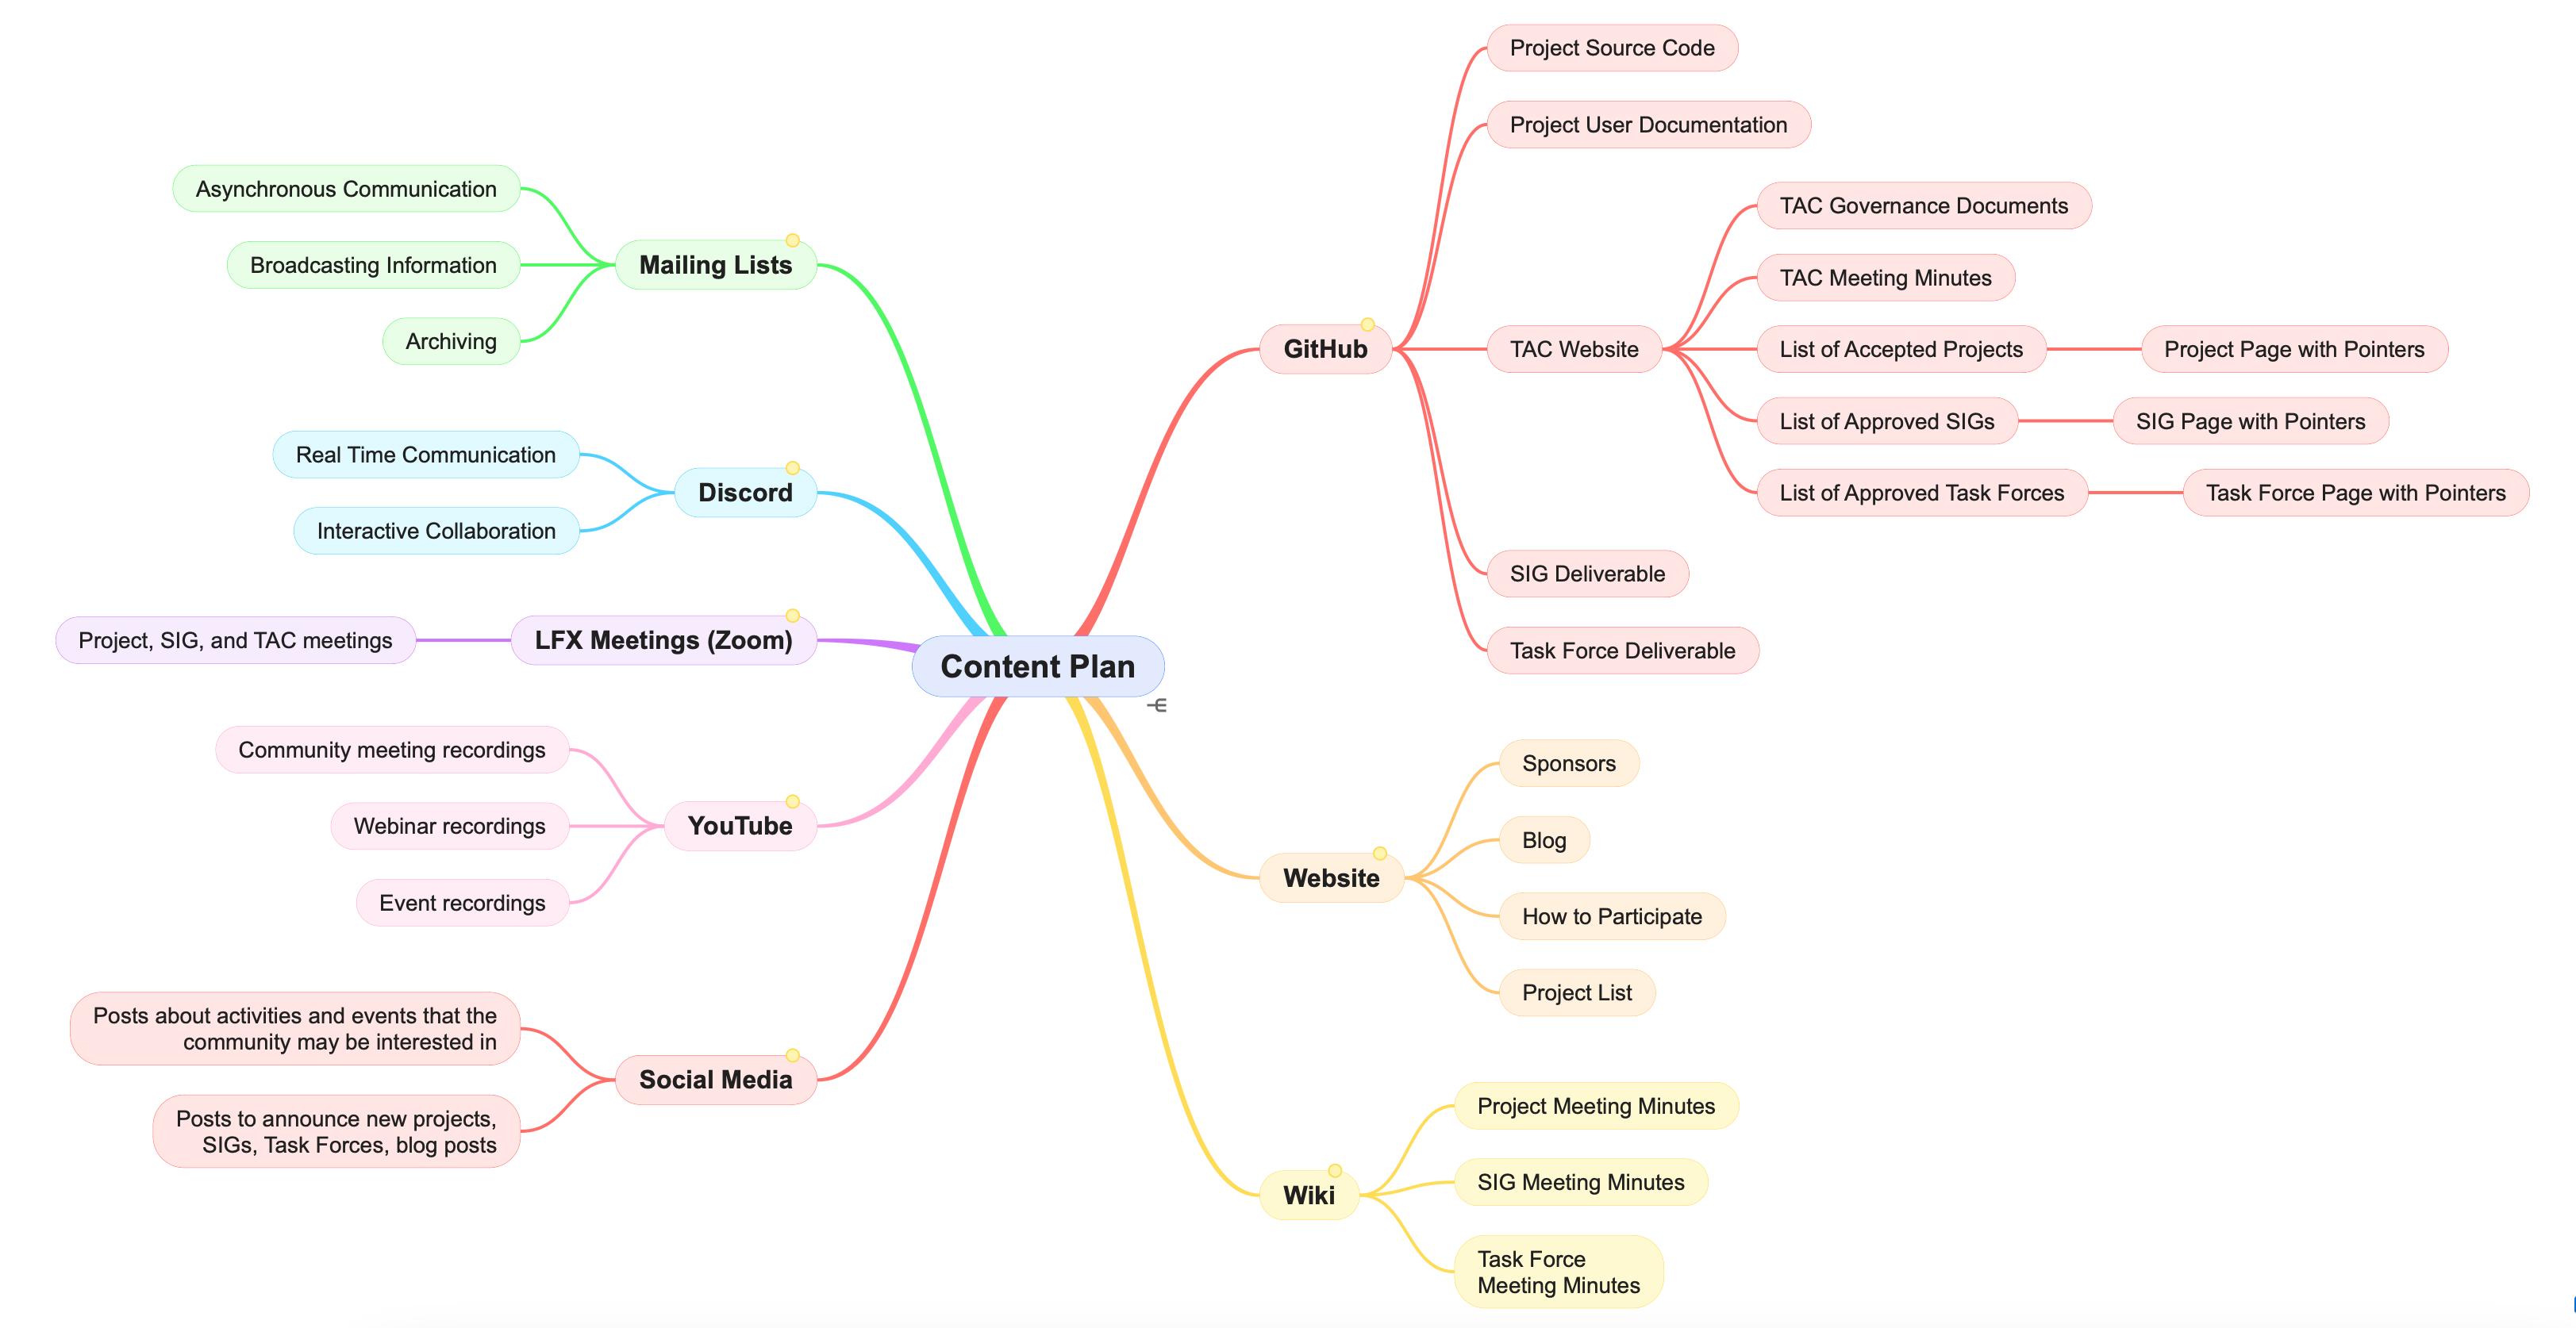 Content Plan
GitHub
Project Source Code
Project User Documentation
TAC Website
TAC Governance Documents
TAC Meeting Minutes
List of Accepted Projects
Project Page with Pointers
List of Approved SIGs
SIG Page with Pointers
List of Approved Task Forces
Task Force Page with Pointers
SIG Deliverable
Task Force Deliverable
Website
Sponsors
Blog
How to Participate
Project List
Wiki
Project Meeting Minutes
SIG Meeting Minutes
Task Force
Meeting Minutes
Mailing Lists
Asynchronous Communication
Broadcasting Information
Archiving
Discord
Real Time Communication
Interactive Collaboration
LFX Meetings (Zoom)
Project, SIG, and TAC meetings
YouTube
Community meeting recordings
Webinar recordings
Event recordings
Social Media
Posts about activities and events that the
community may be interested in
Posts to announce new projects,
SIGs, Task Forces, blog posts